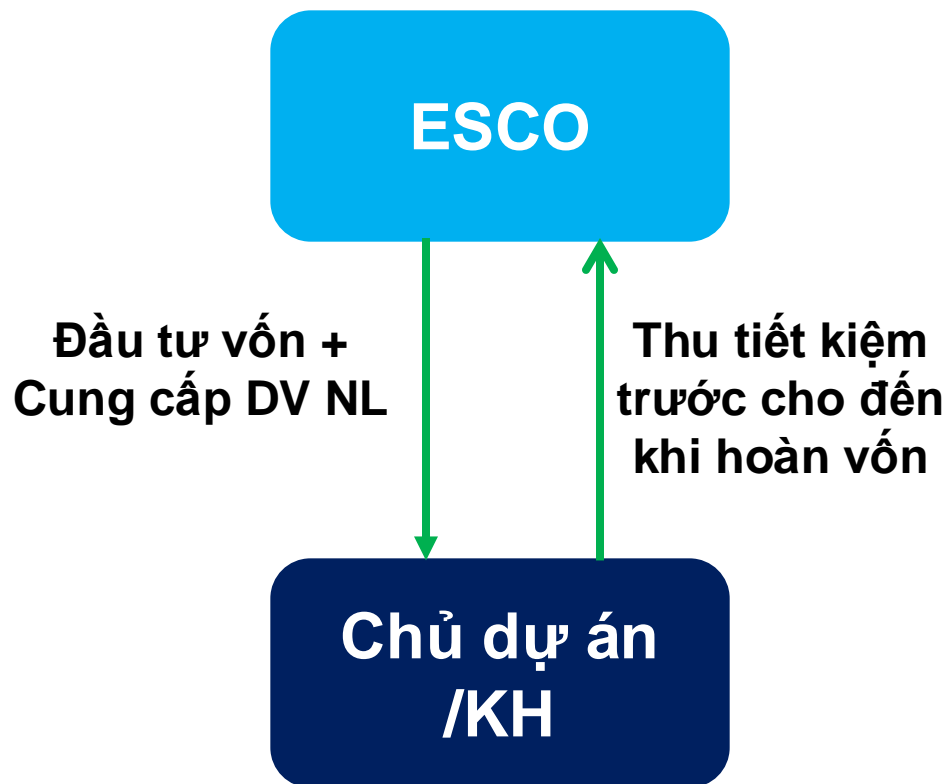 ESCO
Đầu tư vốn +
Cung cấp DV NL
Thu tiết kiệm
trước cho đến
khi hoàn vốn
Chủ dự án
/KH